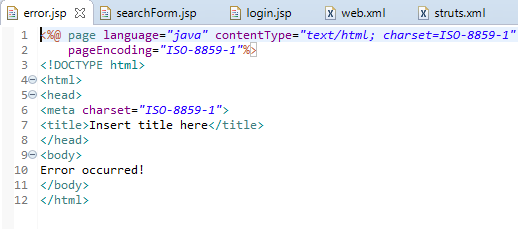 error.jsp searchForm.jsp login.jsp web.xml struts.xml
1 <%@ page language="java" contentType="text/html; charset=ISO-8859-1"
2 pageEncoding="ISO-8859-1"%>
3 <!DOCTYPE html>
4 <html>
5 <head>
6 <meta charset="ISO-8859-1">
7 <title>Insert title here</title>
8 </head>
9 <body>
10 Error occurred!
11 </body>
12 </html>